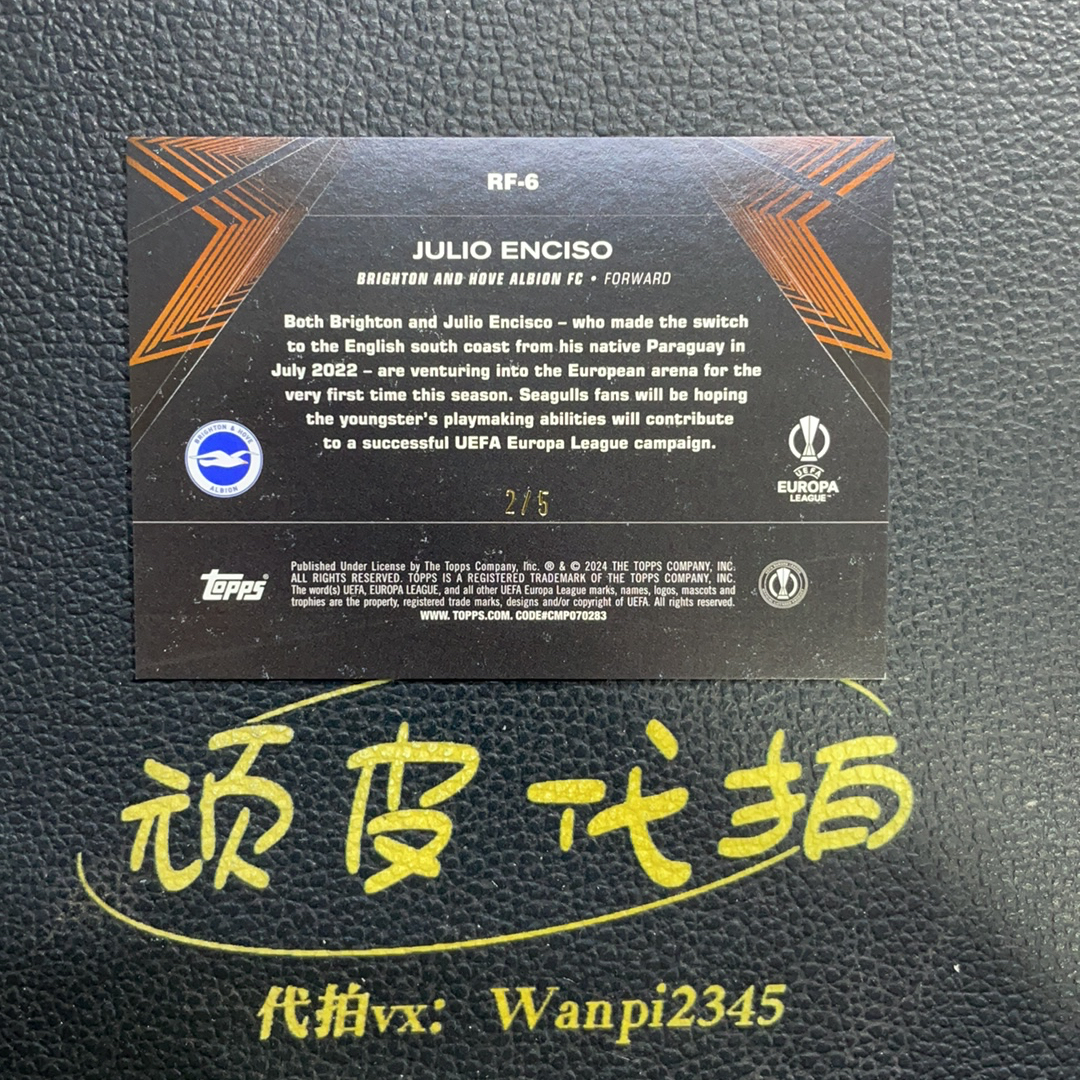 RF-6
JULIO ENCISO
BRIGHTON AND HOVE ALBION FC • FORWARD
Both Brighton and Julio Encisco – who made the switch
to the English south coast from his native Paraguay in
July 2022 – are venturing into the European arena for the
very first time this season. Seagulls fans will be hoping
the youngster's playmaking abilities will contribute
to a successful UEFA Europa League campaign.
BRIGHTON & HOVE
ALBION
UEFA
EUROPA
LEAGUE™
2/5
topps®
Published Under License by The Topps Company, Inc. ® & © 2024 THE TOPPS COMPANY, INC.
ALL RIGHTS RESERVED. TOPPS IS A REGISTERED TRADEMARK OF THE TOPPS COMPANY, INC.
The word(s) UEFA, EUROPA LEAGUE, and all other UEFA Europa League marks, names, logos, mascots and
trophies are the property, registered trade marks, designs and/or copyright of UEFA. All rights reserved.
WWW. TOPPS.COM. CODE#CMP070283
顽皮代拍
代拍vx: Wanpi2345